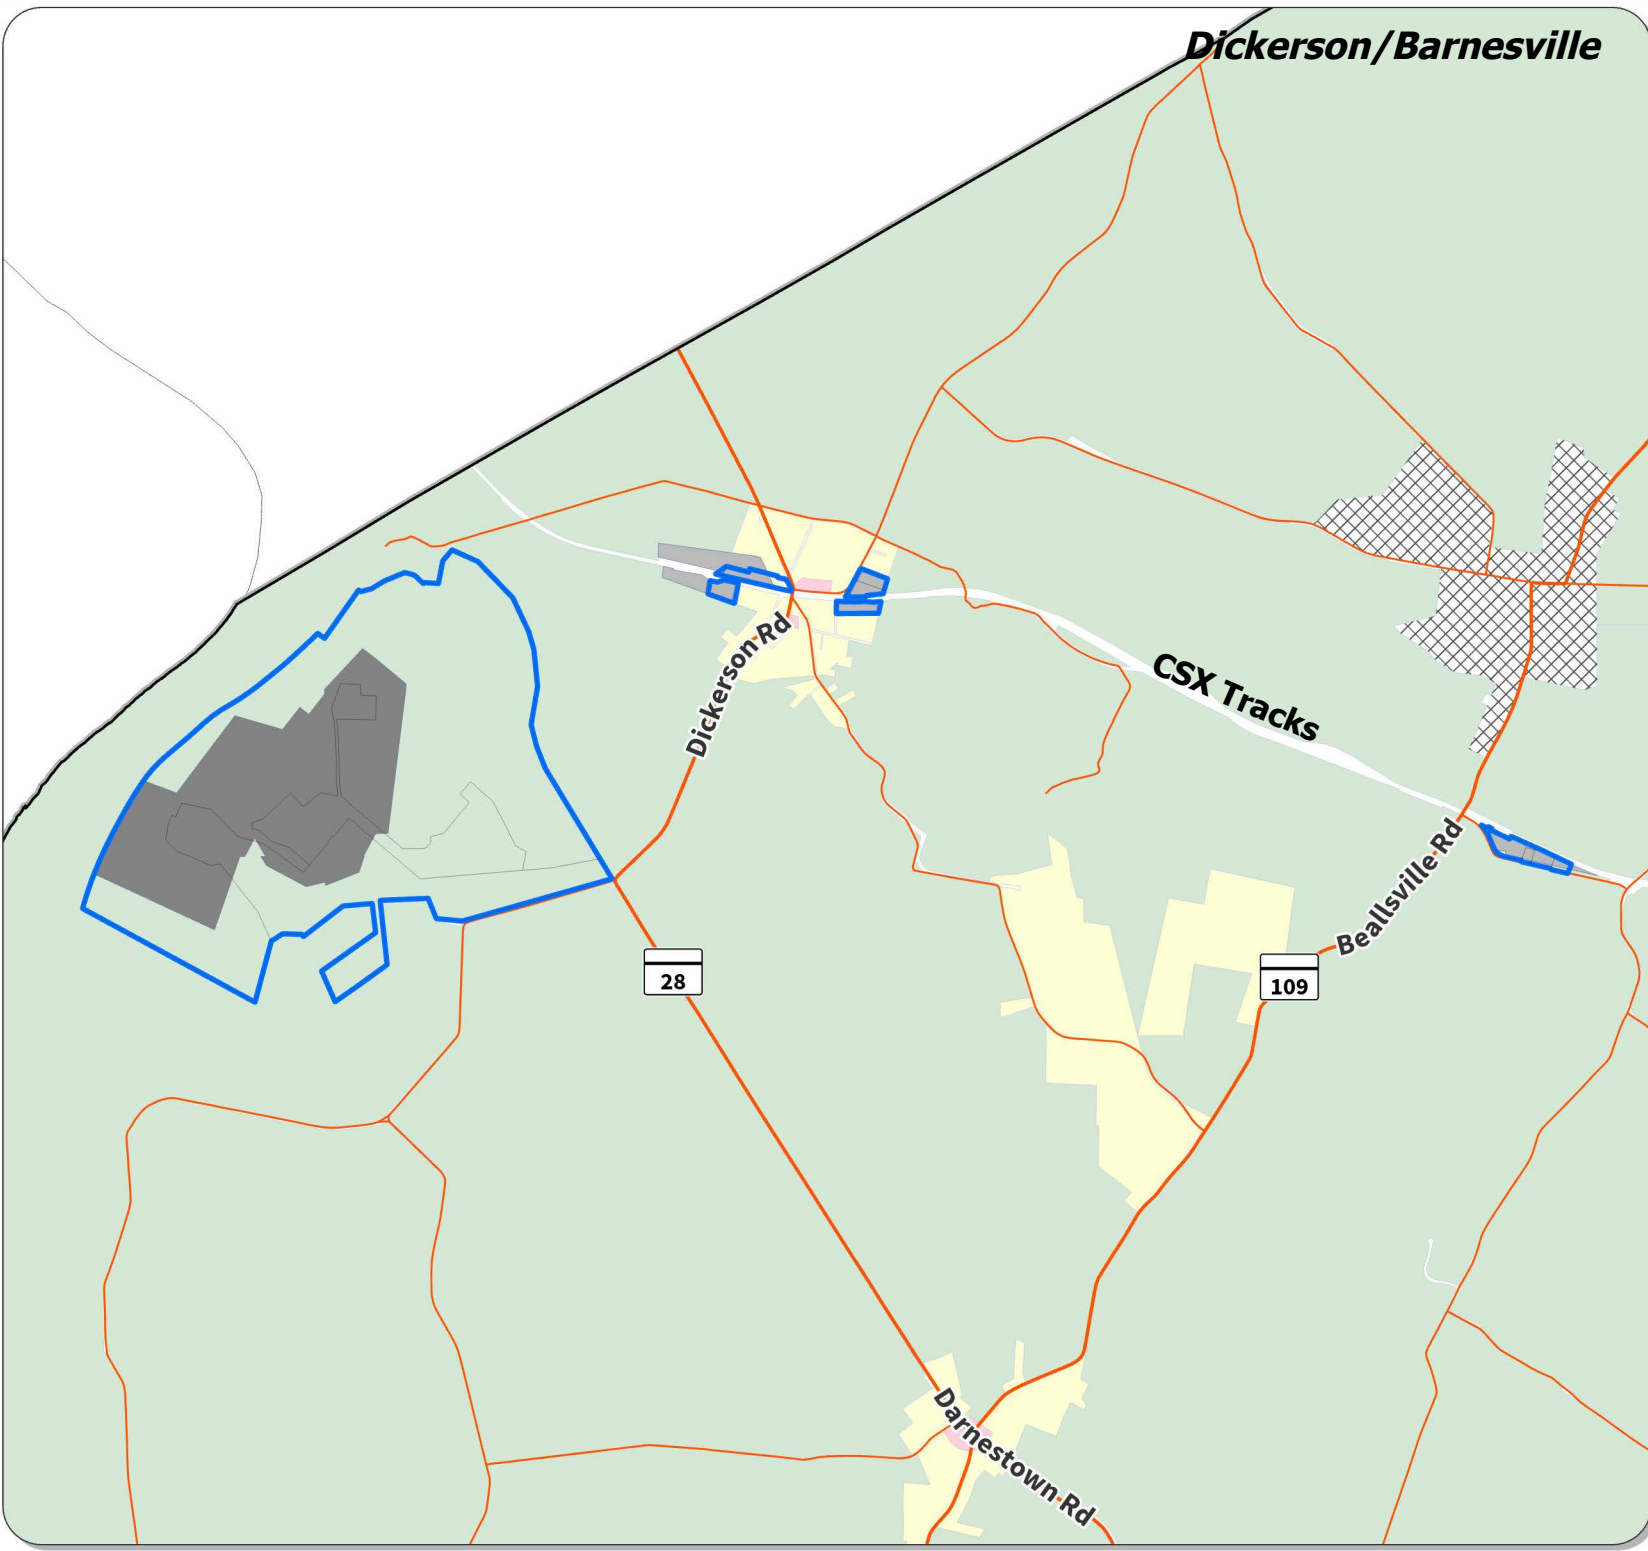 Dickerson/Barnesville
Dickerson Rd
CSX Tracks
Beallsville Rd
28
109
Darnestown Rd